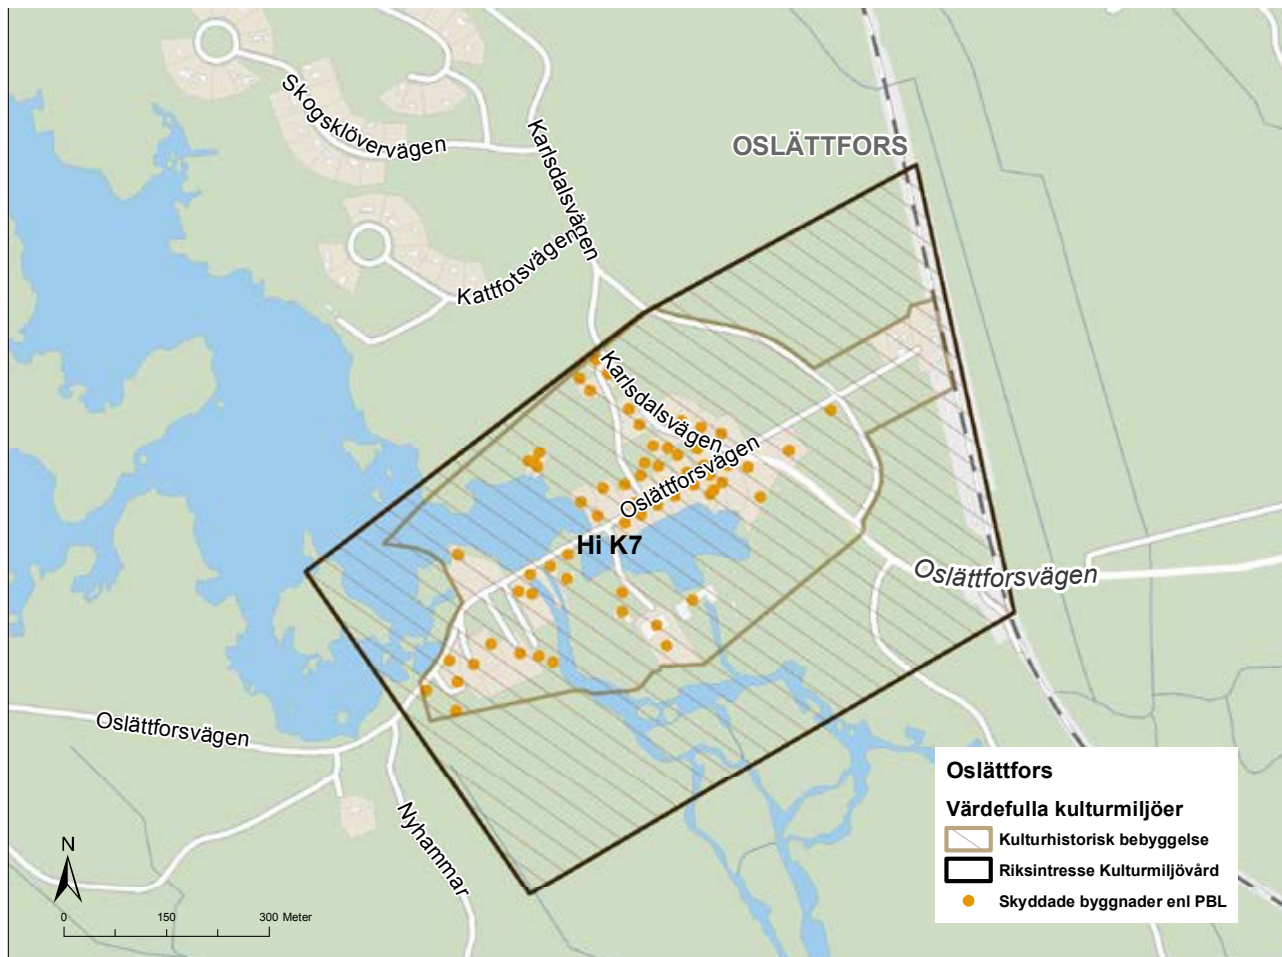 Skogsklövervägen
Karlsdalsvägen
OSLÄTTFORS
Kattfotsvägen
Karlsdalsvägen
Oslättforsvägen
Hi K7
Oslättforsvägen
Oslättforsvägen
Nyhammar
N
0 150 300 Meter
Oslättfors
Värdefulla kulturmiljöer
Kulturhistorisk bebyggelse
Riksintresse Kulturmiljövård
Skyddade byggnader enl PBL